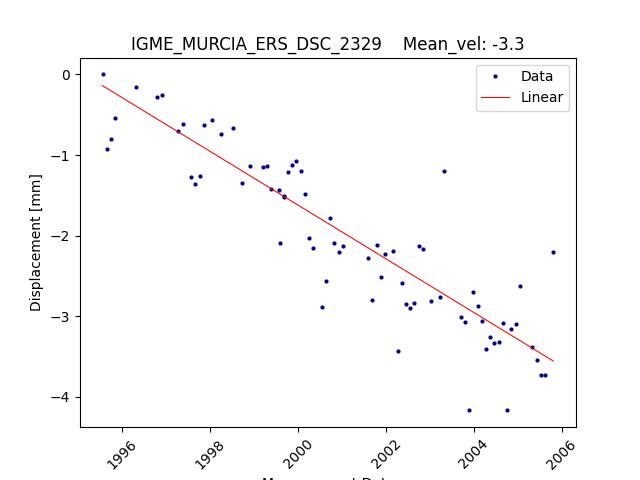 IGME_MURCIA_ERS_DSC_2329    Mean_vel: -3.3
Data
Linear
Displacement [mm]
0
−1
−2
−3
−4
1996
1998
2000
2002
2004
2006